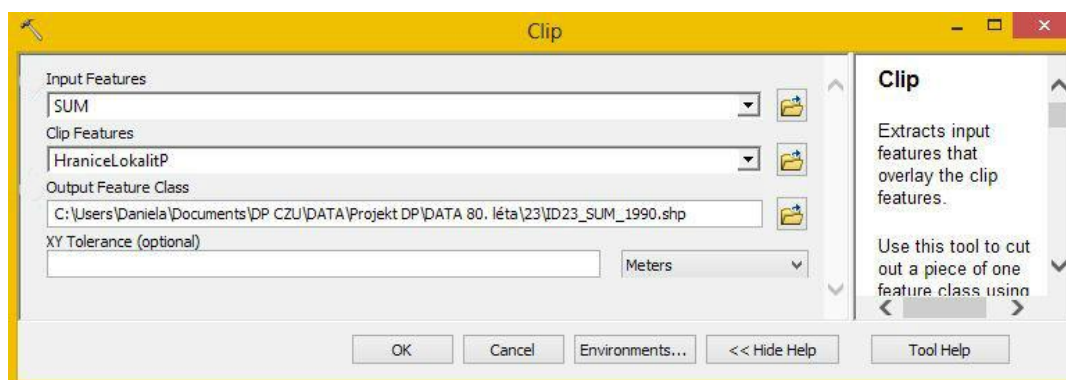 Clip
Input Features
SUM
Clip Features
HraniceLokalitP
Output Feature Class
C:\Users\Daniela\Documents\DP CZU\DATA\Projekt DP\DATA 80. léta\23\ID23_SUM_1990.shp
XY Tolerance (optional)
Meters
Clip
Extracts input
features that
overlay the clip
features.
Use this tool to cut
out a piece of one
feature class using
OK
Cancel
Environments...
<< Hide Help
Tool Help